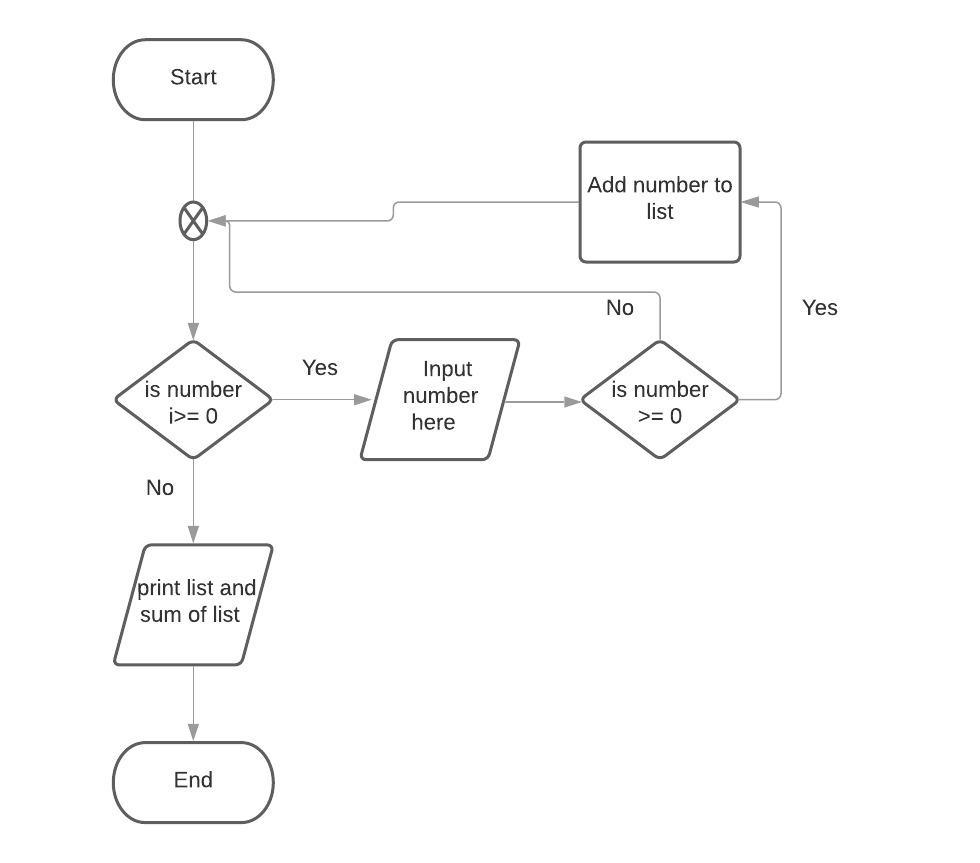 Start
Add number to
list
No
Yes
is number
i>= 0
Yes
Input
number
here
is number
>= 0
No
print list and
sum of list
End